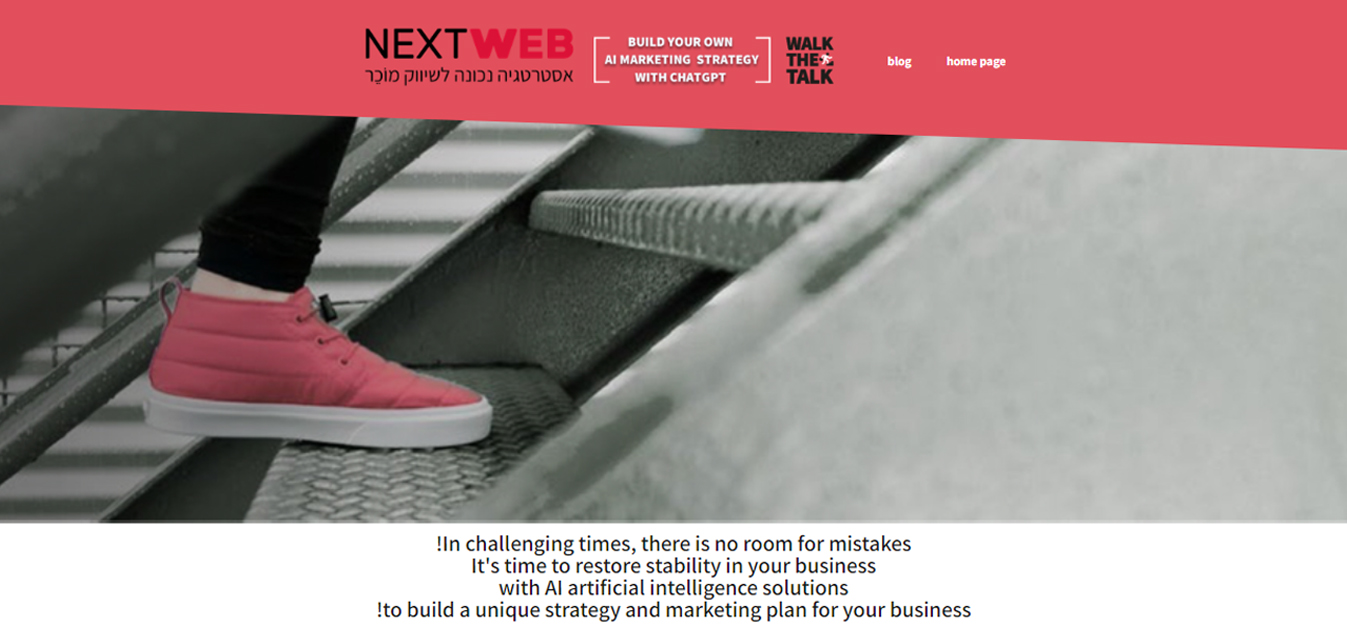 NEXTWEB
אסטרטגיה נכונה לשיווק מוֹכֵר
BUILD YOUR OWN
AI MARKETING STRATEGY
WITH CHATGPT
WALK
THE
TALK
blog
home page
!In challenging times, there is no room for mistakes
It's time to restore stability in your business
with AI artificial intelligence solutions
!to build a unique strategy and marketing plan for your business